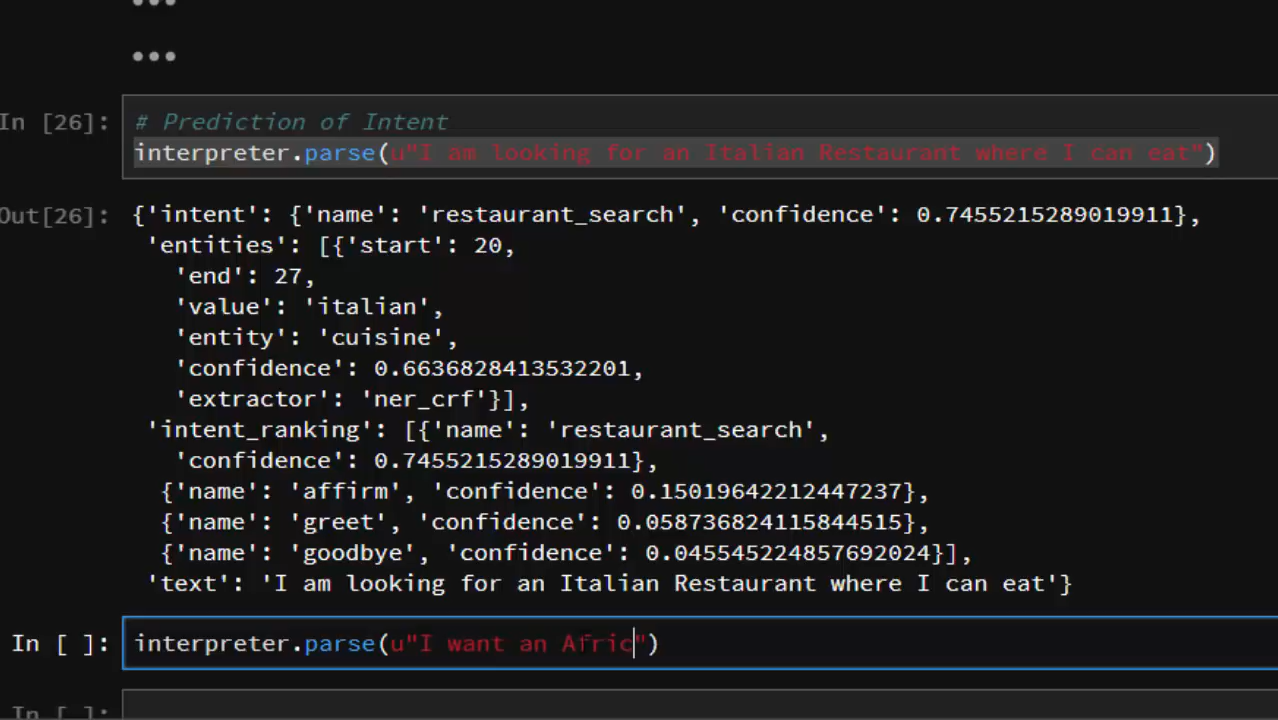 In [26]:
# Prediction of Intent
interpreter.parse(u"I am looking for an Italian Restaurant where I can eat")
Out[26]:
{'intent': {'name': 'restaurant_search', 'confidence': 0.7455215289019911},
'entities': [{'start': 20,
'end': 27,
'value': 'italian',
'entity': 'cuisine',
'confidence': 0.6636828413532201,
'extractor': 'ner_crf'}],
'intent_ranking': [{'name': 'restaurant_search',
'confidence': 0.7455215289019911},
{'name': 'affirm', 'confidence': 0.15019642212447237},
{'name': 'greet', 'confidence': 0.058736824115844515},
{'name': 'goodbye', 'confidence': 0.045545224857692024}],
'text': 'I am looking for an Italian Restaurant where I can eat'}
In [ ]:
interpreter.parse(u"I want an Afric")
In [ ]: